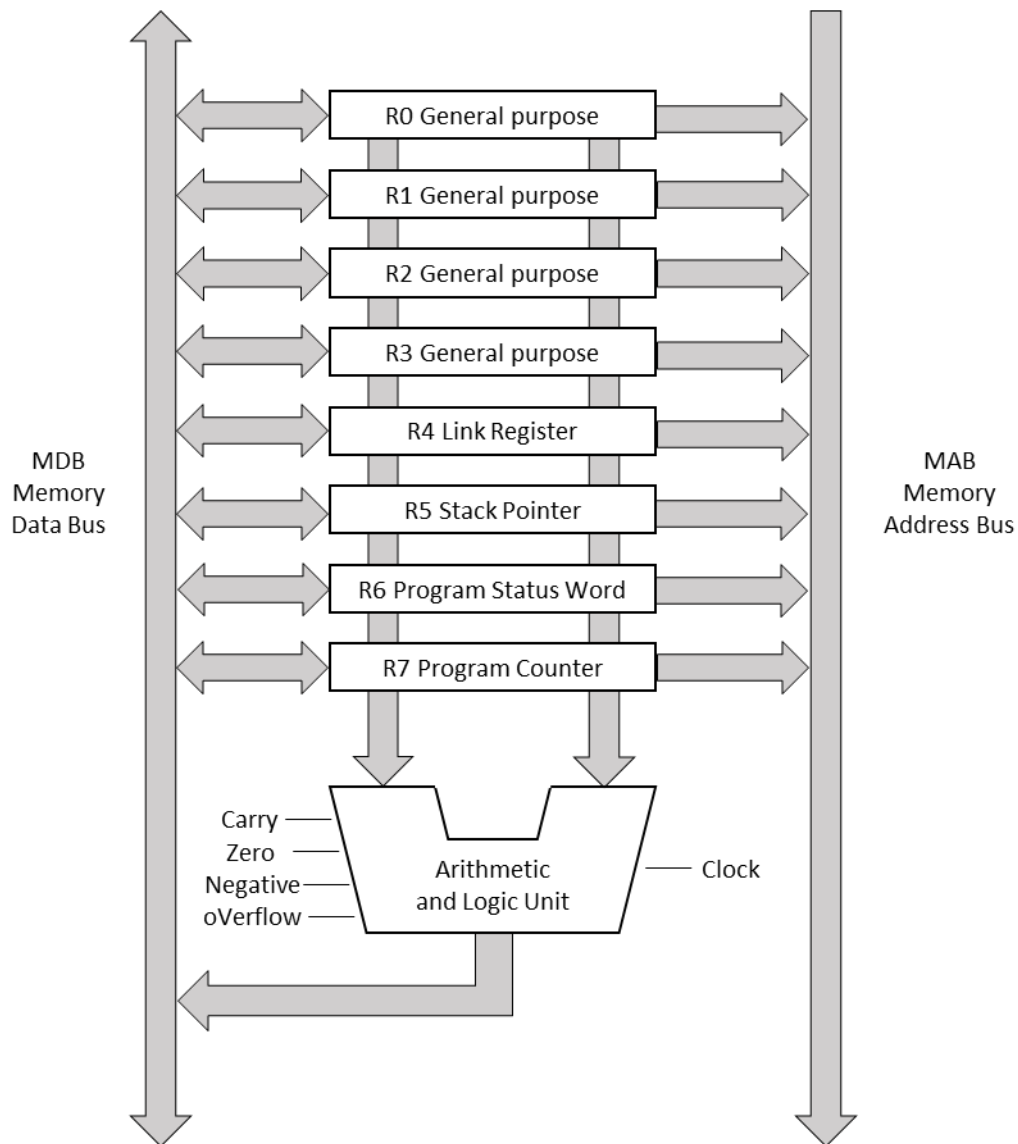 R0 General purpose
R1 General purpose
R2 General purpose
R3 General purpose
R4 Link Register
R5 Stack Pointer
R6 Program Status Word
R7 Program Counter
MDB
Memory
Data Bus
MAB
Memory
Address Bus
Carry
Zero
Negative
oVerflow
Arithmetic
and Logic Unit
Clock